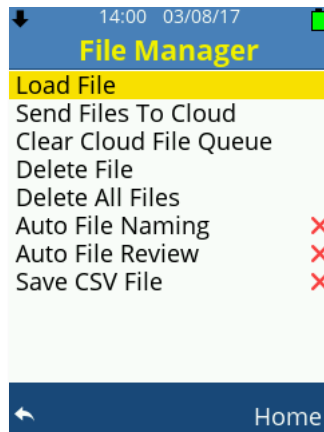 14:00 03/08/17
File Manager
Load File
Send Files To Cloud
Clear Cloud File Queue
Delete File
Delete All Files
Auto File Naming
Auto File Review
Save CSV File
Home